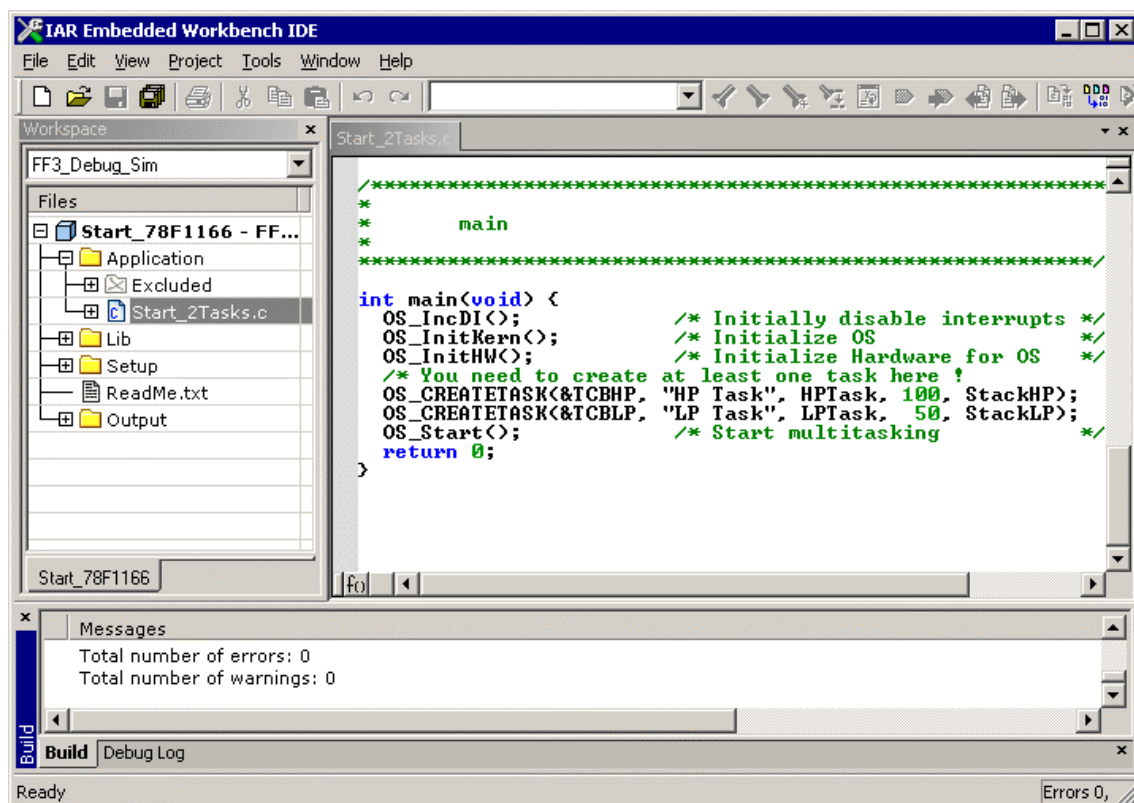 IAR Embedded Workbench IDE
File Edit View Project Tools Window Help
Workspace
FF3_Debug_Sim
Files
Start_78F1166 - FF...
Application
Excluded
Start_2Tasks.c
Lib
Setup
ReadMe.txt
Output
Start_78F1166
Start_2Tasks.c
/************************************************************
*
* main
*
*************************************************************/
int main(void) {
OS_IncDI(); /* Initially disable interrupts */
OS_InitKern(); /* Initialize OS */
OS_InitHW(); /* Initialize Hardware for OS */
/* You need to create at least one task here !
OS_CREATETASK(&TCBHP, "HP Task", HPTask, 100, StackHP);
OS_CREATETASK(&TCBLP, "LP Task", LPTask, 50, StackLP);
OS_Start(); /* Start multitasking */
return 0;
}
f()
Messages
Total number of errors: 0
Total number of warnings: 0
Build
Build Debug Log
Ready Errors 0,